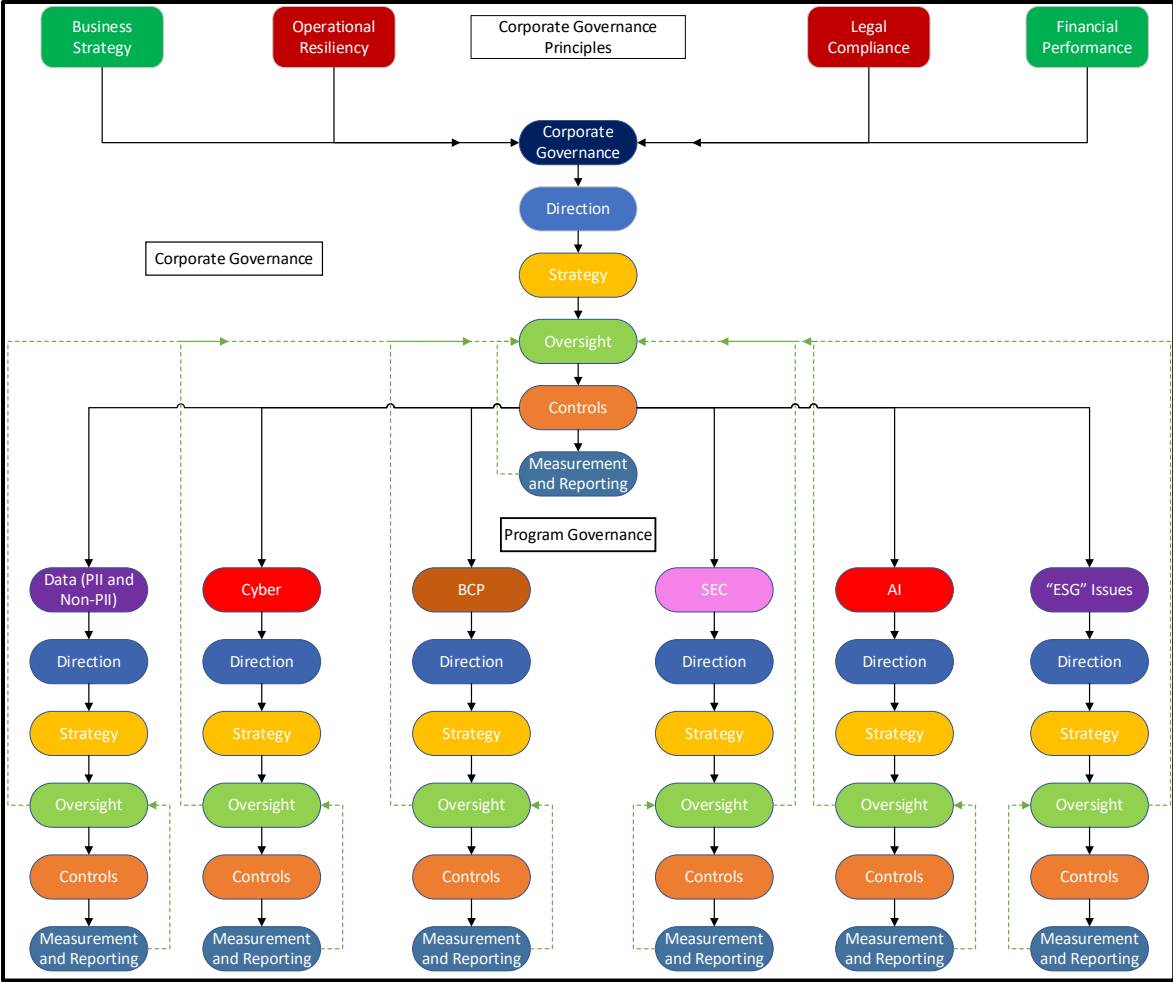 Business
Strategy
Operational
Resiliency
Corporate Governance
Principles
Legal
Compliance
Financial
Performance
Corporate
Governance
Direction
Corporate Governance
Strategy
Oversight
Controls
Measurement
and Reporting
Program Governance
Data (PII and
Non-PII)
Cyber
BCP
SEC
AI
“ESG” Issues
Direction
Direction
Direction
Direction
Direction
Direction
Strategy
Strategy
Strategy
Strategy
Strategy
Strategy
Oversight
Oversight
Oversight
Oversight
Oversight
Oversight
Controls
Controls
Controls
Controls
Controls
Controls
Measurement
and Reporting
Measurement
and Reporting
Measurement
and Reporting
Measurement
and Reporting
Measurement
and Reporting
Measurement
and Reporting